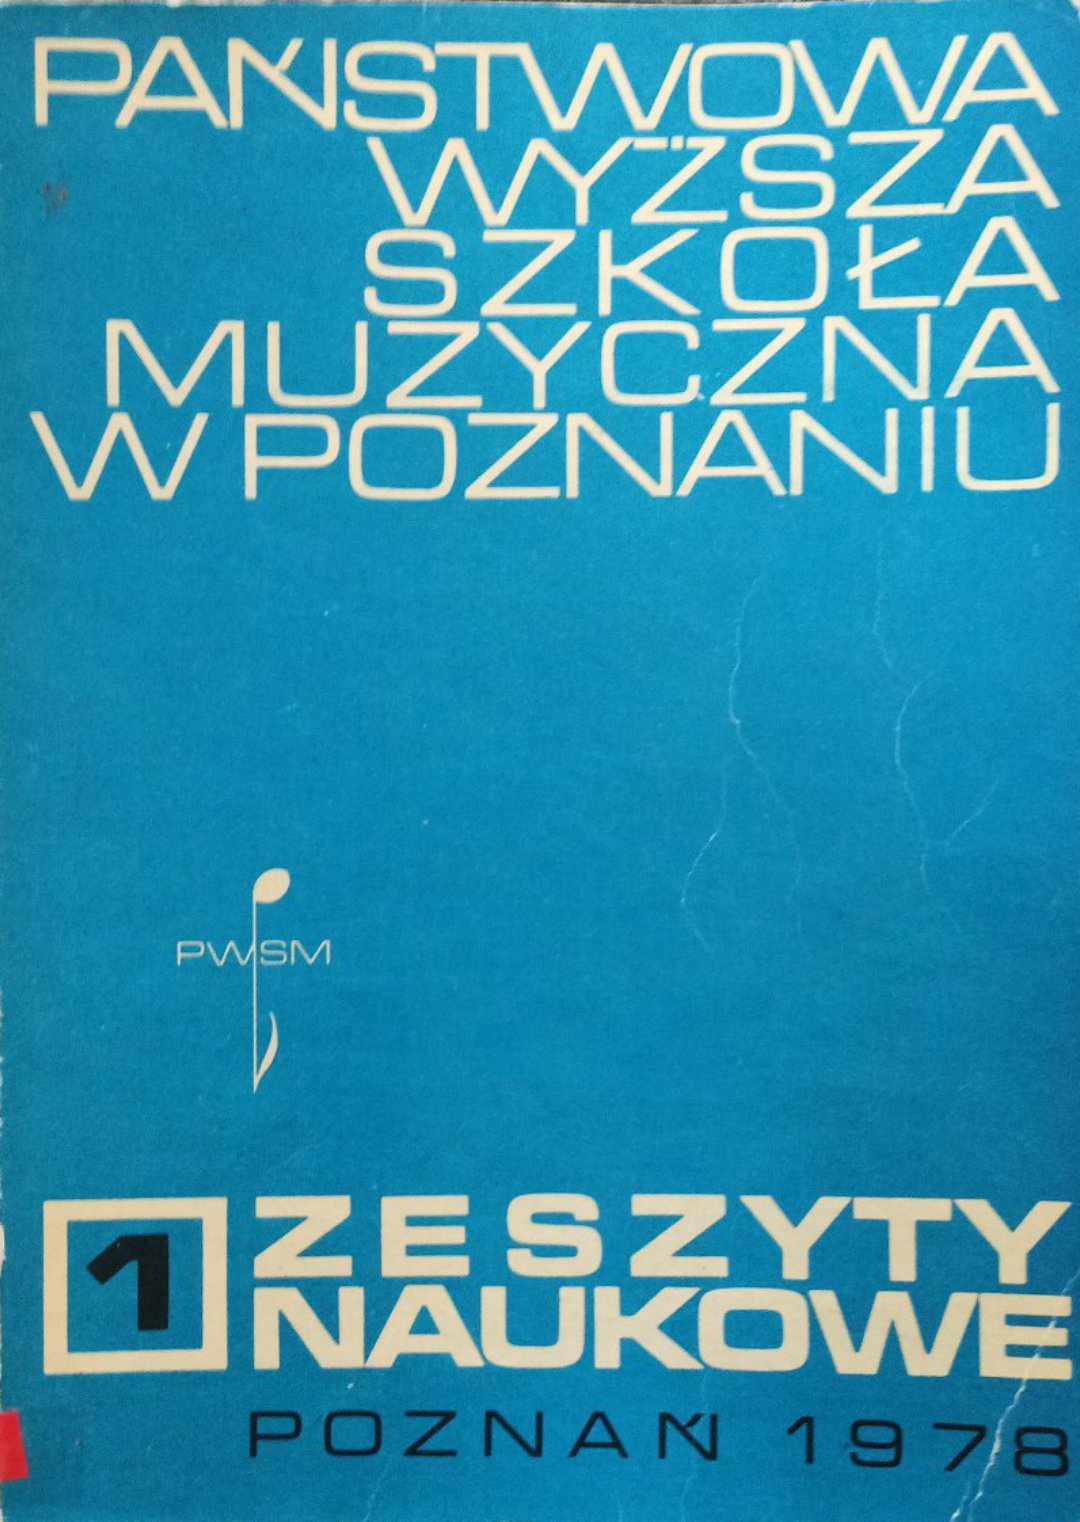 PAŃSTWOWA
WYŻSZA
SZKOŁA
MUZYCZNA
W POZNANIU
PWSM
1 ZESZYTY
NAUKOWE
POZNAŃ 1978